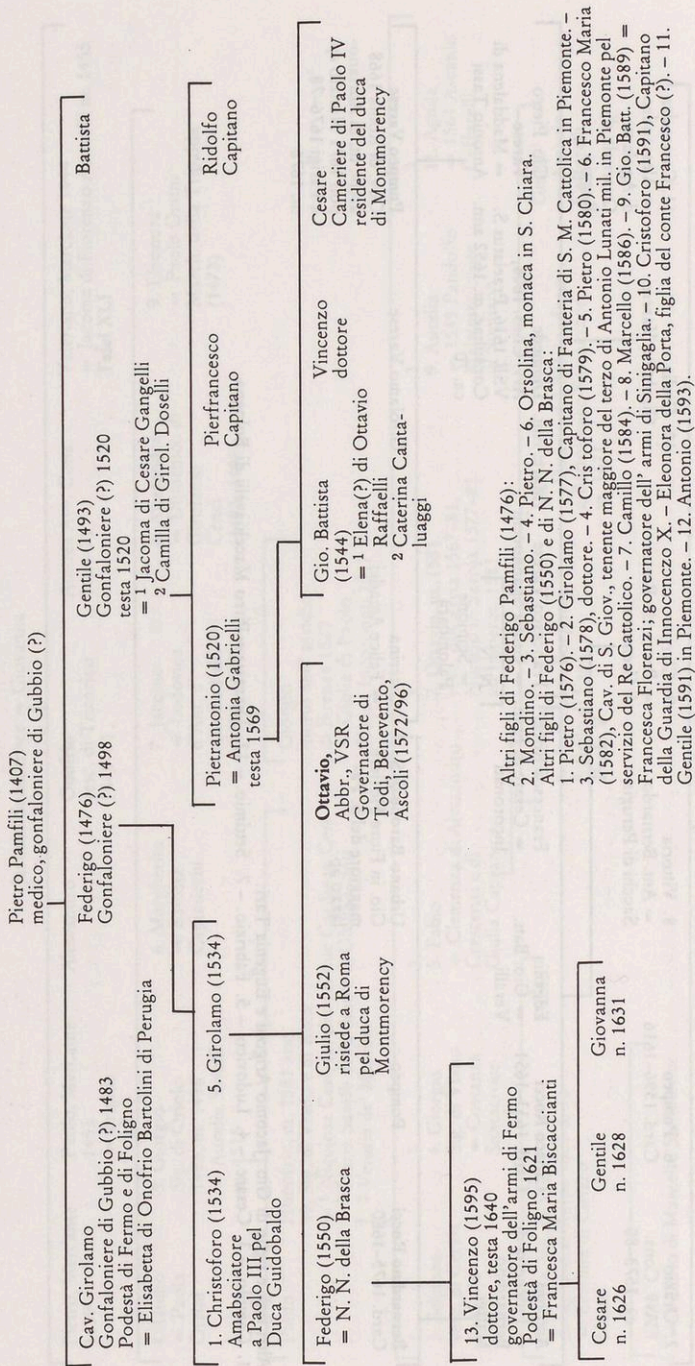 Pietro Pamfili (1407)
medico, gonfaloniere di Gubbio (?)
Cav. Girolamo
Gonfaloniere di Gubbio (?) 1483
Podestà di Fermo e di Foligno
= Elisabetta di Onofrio Bartolini di Perugia
Federigo (1476)
Gonfaloniere (?) 1498
Gentile (1493)
Gonfaloniere (?) 1520
testa 1520
= ¹ Jacoma di Cesare Gangelli
² Camilla di Girol. Doselli
Battista
1. Christoforo (1534)
Amabsciatore
a Paolo III pel
Duca Guidobaldo
5. Girolamo (1534)
Pietrantonio (1520)
= Antonia Gabrielli
testa 1569
Pierfrancesco
Capitano
Ridolfo
Capitano
Federigo (1550)
= N. N. della Brasca
Giulio (1552)
risiede a Roma
pel duca di
Montmorency
Ottavio,
Abbr., VSR
Governatore di
Todi, Benevento,
Ascoli (1572/96)
Gio. Battista
(1544)
= ¹ Elena(?) di Ottavio
Raffaelli
² Caterina Canta-
luaggi
Vincenzo
dottore
Cesare
Cameriere di Paolo IV
residente del duca
di Montmorency
13. Vincenzo (1595)
dottore, testa 1640
governatore dell'armi di Fermo
Podestà di Foligno 1621
= Francesca Maria Biscaccianti
Cesare
n. 1626
Gentile
n. 1628
Giovanna
n. 1631
Altri figli di Federigo Pamfili (1476):
2. Mondino. – 3. Sebastiano. – 4. Pietro. – 6. Orsolina, monaca in S. Chiara.
Altri figli di Federigo (1550) e di N. N. della Brasca:
1. Pietro (1576). – 2. Girolamo (1577), Capitano di Fanteria di S. M. Cattolica in Piemonte. –
3. Sebastiano (1578), dottore. – 4. Cris toforo (1579). – 5. Pietro (1580). – 6. Francesco Maria
(1582), Cav. di S. Giov., tenente maggiore del terzo di Antonio Lunati mil. in Piemonte pel
servizio del Re Cattolico. – 7. Camillo (1584). – 8. Marcello (1586). – 9. Gio. Batt. (1589) =
Francesca Florenzi; governatore dell' armi di Sinigaglia. – 10. Cristoforo (1591), Capitano
della Guardia di Innocenczo X. – Eleonora della Porta, figlia del conte Francesco (?). – 11.
Gentile (1591) in Piemonte. – 12. Antonio (1593).